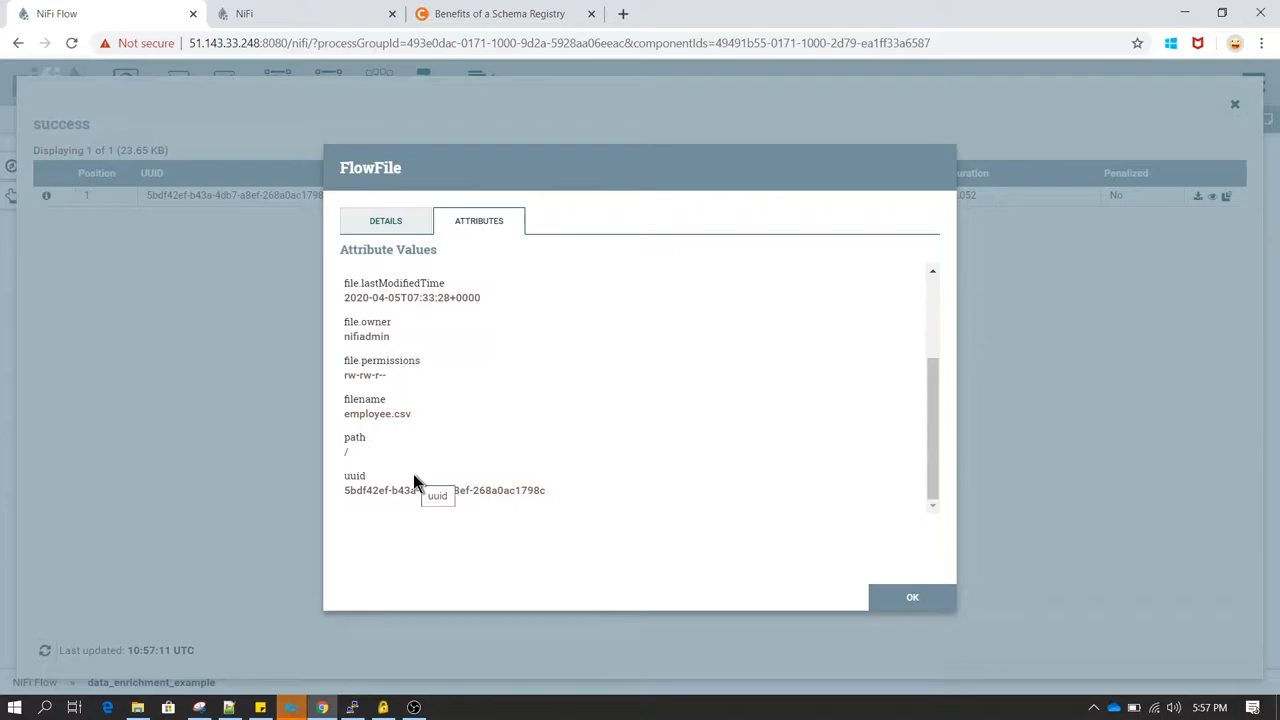 NiFi Flow
NiFi
Benefits of a Schema Registry
Not secure
51.143.33.248:8080/nifi/?processGroupId=493e0dac-0171-1000-9d2a-5928aa06eeac&componentIds=49491b55-0171-1000-2d79-ea1ff33a6587
success
Displaying 1 of 1 (23.65 KB)
Position UUID Penalized
1 5bdf42ef-b43a-4db7-a8ef-268a0ac1798 No
FlowFile
DETAILS
ATTRIBUTES
Attribute Values
file.lastModifiedTime
2020-04-05T07:33:28+0000
file.owner
nifiadmin
file.permissions
rw-rw-r--
filename
employee.csv
path
/
uuid
5bdf42ef-b43a- 8ef-268a0ac1798c
uuid
OK
Last updated: 10:57:11 UTC
NiFi Flow » data_enrichment_example
5:57 PM